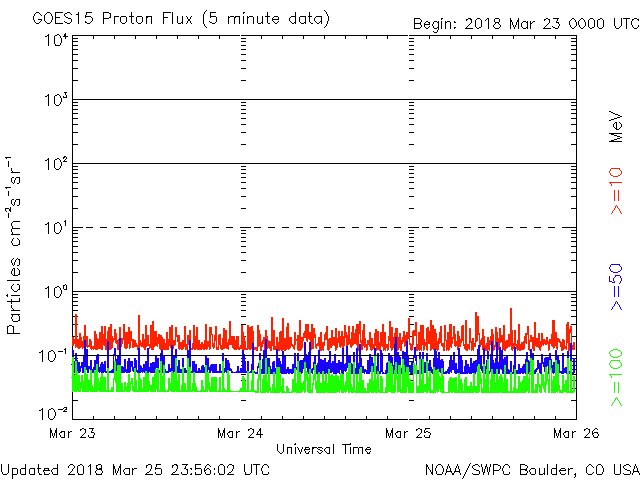 GOES15 Proton Flux (5 minute data)
Begin: 2018 Mar 23 0000 UTC
10⁴
10³
10²
10¹
10⁰
10⁻¹
10⁻²
Particles cm⁻²s⁻¹sr⁻¹
MeV
>=10
>=50
>=100
Mar 23
Mar 24
Mar 25
Mar 26
Universal Time
Updated 2018 Mar 25 23:56:02 UTC
NOAA/SWPC Boulder, CO USA